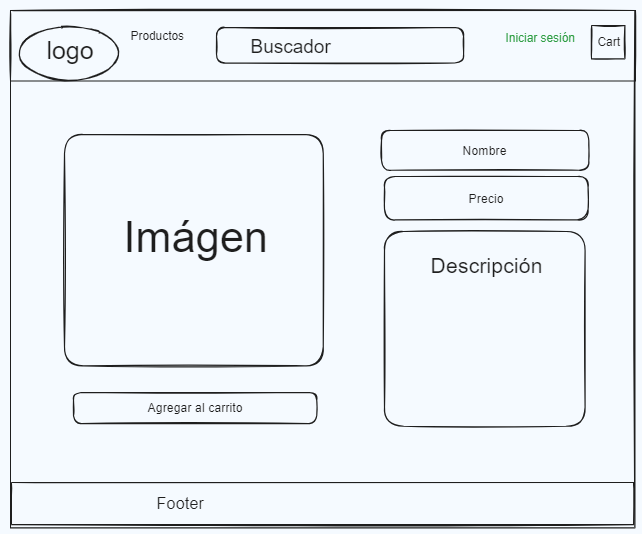 logo
Productos
Buscador
Iniciar sesión
Cart
Imágen
Nombre
Precio
Descripción
Agregar al carrito
Footer